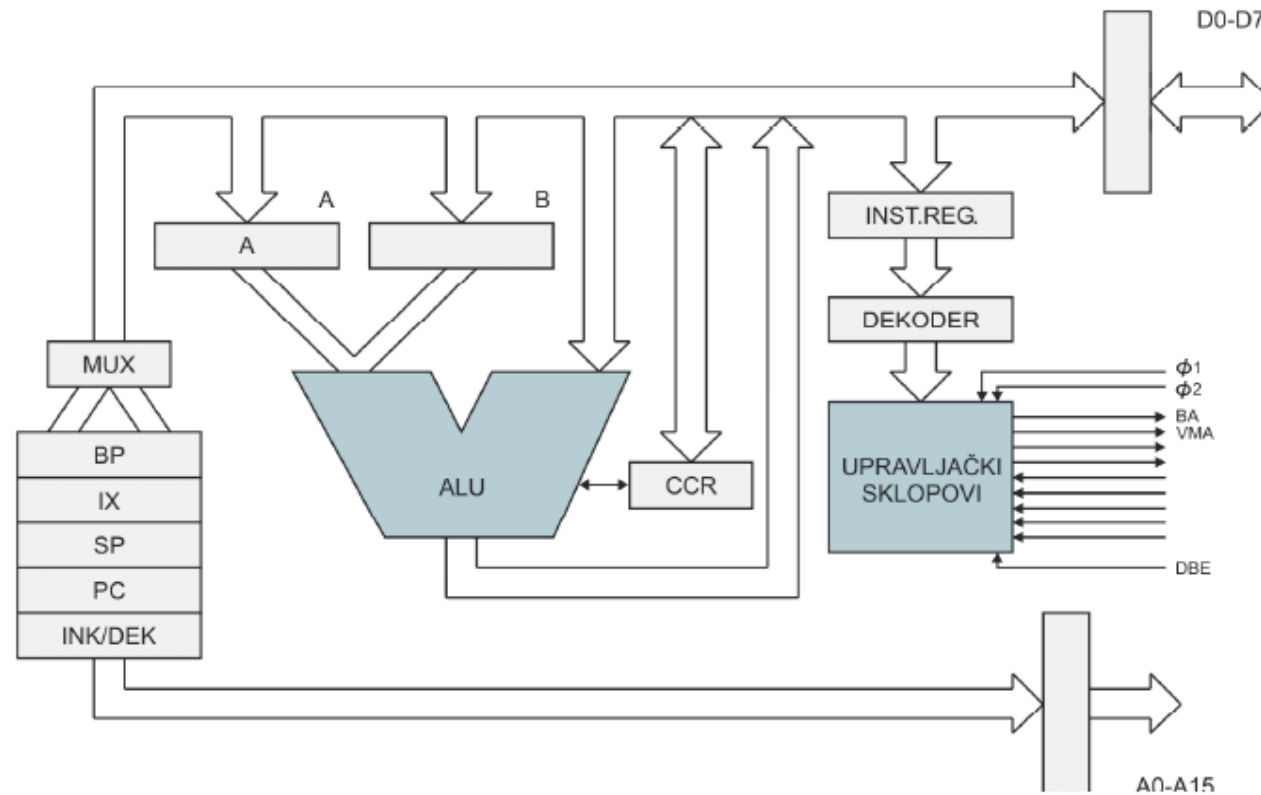 D0-D7
A
B
A
INST.REG.
DEKODER
MUX
ϕ1
ϕ2
BA
VMA
BP
IX
SP
PC
INK/DEK
ALU
CCR
UPRAVLJAČKI
SKLOPOVI
DBE
A0-A15